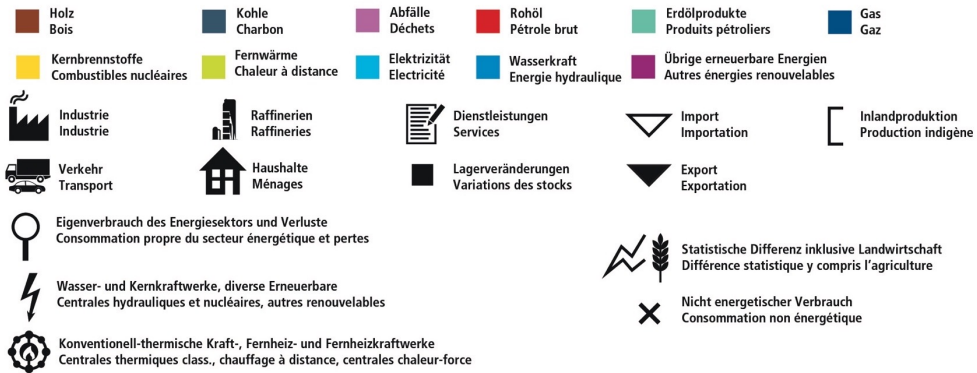 Holz
Bois
Kohle
Charbon
Abfälle
Déchets
Rohöl
Pétrole brut
Erdölprodukte
Produits pétroliers
Gas
Gaz
Kernbrennstoffe
Combustibles nucléaires
Fernwärme
Chaleur à distance
Elektrizität
Electricité
Wasserkraft
Energie hydraulique
Übrige erneuerbare Energien
Autres énergies renouvelables
Industrie
Industrie
Raffinerien
Raffineries
Dienstleistungen
Services
Import
Importation
Inlandproduktion
Production indigène
Verkehr
Transport
Haushalte
Ménages
Lagerveränderungen
Variations des stocks
Export
Exportation
Eigenverbrauch des Energiesektors und Verluste
Consommation propre du secteur énergétique et pertes
Statistische Differenz inklusive Landwirtschaft
Différence statistique y compris l'agriculture
Wasser- und Kernkraftwerke, diverse Erneuerbare
Centrales hydrauliques et nucléaires, autres renouvelables
Nicht energetischer Verbrauch
Consommation non énergétique
Konventionell-thermische Kraft-, Fernheiz- und Fernheizkraftwerke
Centrales thermiques class., chauffage à distance, centrales chaleur-force